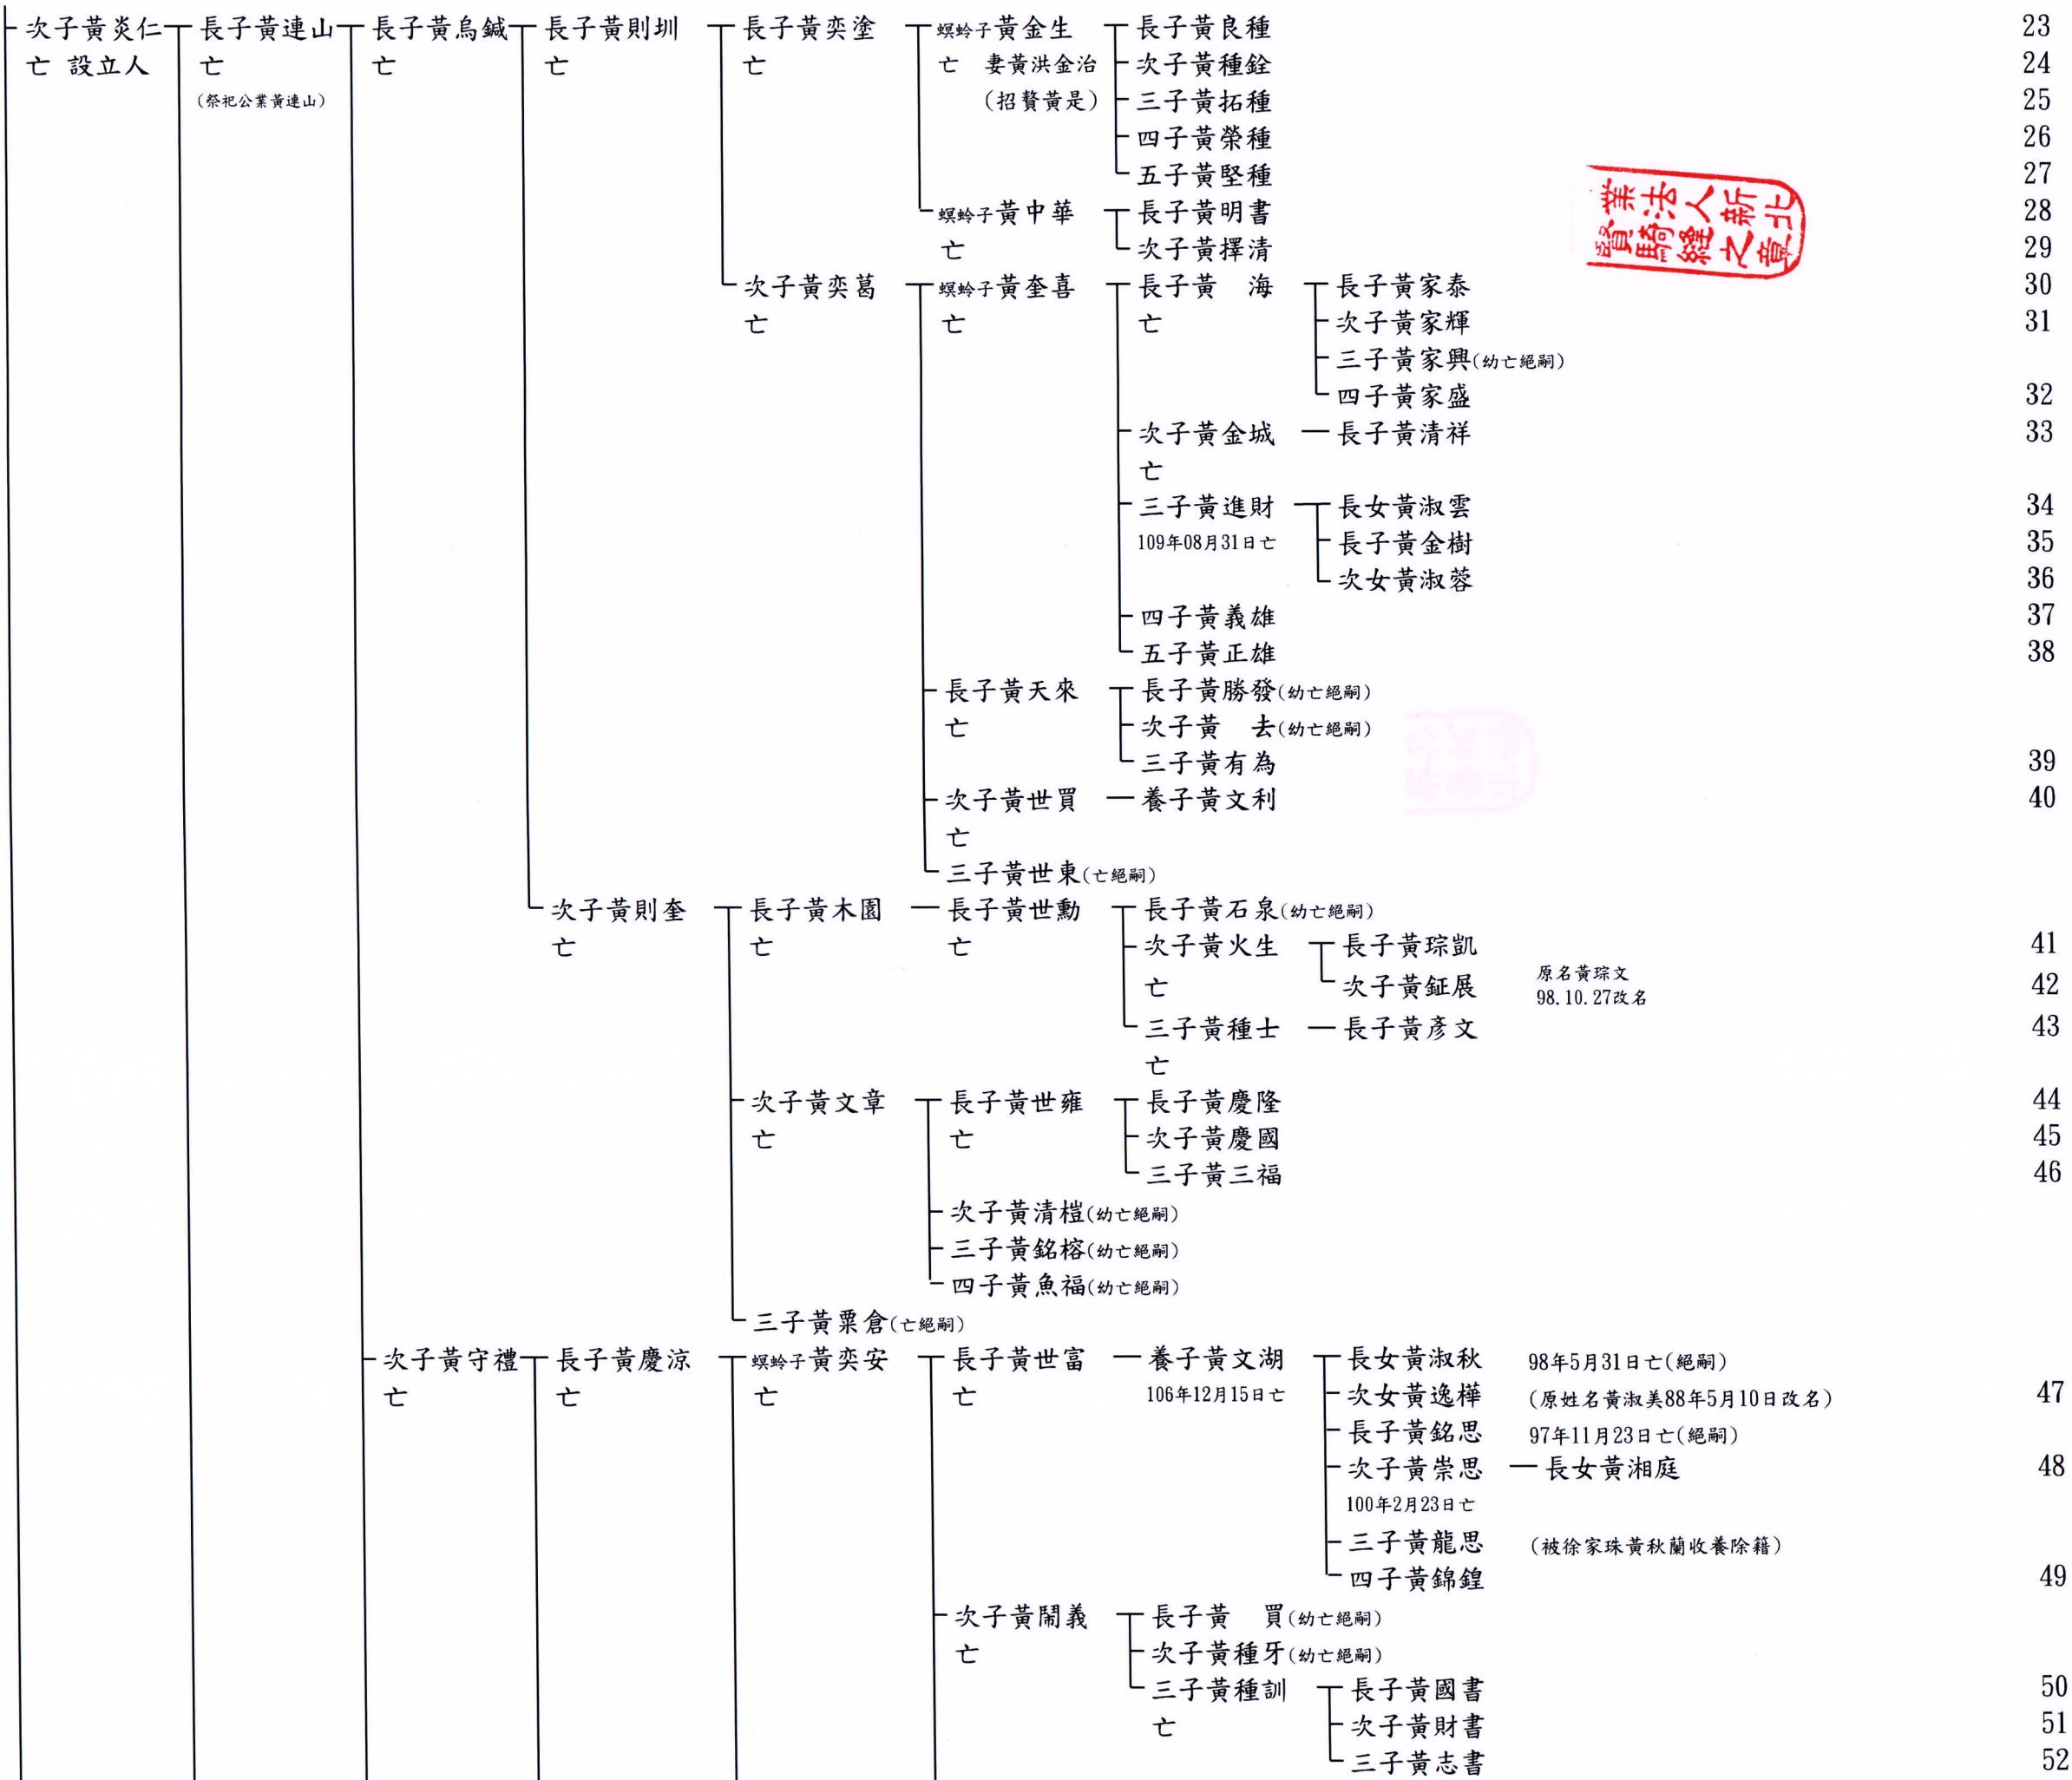 次子黃炎仁 長子黃連山 長子黃烏鍼 長子黃則圳 長子黃奕塗 螟蛉子黃金生 長子黃良種 23
亡 設立人 亡 亡 亡 亡 亡 妻黃洪金治 次子黃種銓 24
(祭祀公業黃連山) (招贅黃是) 三子黃拓種 25
四子黃榮種 26
五子黃堅種 27
螟蛉子黃中華 長子黃明書 28
亡 次子黃擇清 29
次子黃奕葛 螟蛉子黃奎喜 長子黃 海 長子黃家泰 30
亡 亡 亡 次子黃家輝 31
三子黃家興(幼亡絕嗣)
四子黃家盛 32
次子黃金城 長子黃清祥 33
亡
三子黃進財 長女黃淑雲 34
109年08月31日亡 長子黃金樹 35
次女黃淑蓉 36
四子黃義雄 37
五子黃正雄 38
長子黃天來 長子黃勝發(幼亡絕嗣)
亡 次子黃 去(幼亡絕嗣)
三子黃有為 39
次子黃世買 養子黃文利 40
亡
三子黃世東(亡絕嗣)
次子黃則奎 長子黃木園 長子黃世勳 長子黃石泉(幼亡絕嗣)
亡 亡 亡 次子黃火生 長子黃琮凱 41
亡 次子黃鉦展 原名黃琮文 42
98.10.27改名
三子黃種士 長子黃彥文 43
亡
次子黃文章 長子黃世雍 長子黃慶隆 44
亡 亡 次子黃慶國 45
三子黃三福 46
次子黃清榿(幼亡絕嗣)
三子黃銘榕(幼亡絕嗣)
四子黃魚福(幼亡絕嗣)
三子黃粟倉(亡絕嗣)
次子黃守禮 長子黃慶涼 螟蛉子黃奕安 長子黃世富 養子黃文湖 長女黃淑秋 98年5月31日亡(絕嗣)
亡 亡 亡 亡 106年12月15日亡 次女黃逸樺 (原姓名黃淑美88年5月10日改名) 47
長子黃銘思 97年11月23日亡(絕嗣)
次子黃崇思 長女黃湘庭 48
100年2月23日亡
三子黃龍思 (被徐家珠黃秋蘭收養除籍)
四子黃錦鍠 49
次子黃鬧義 長子黃 買(幼亡絕嗣)
亡 次子黃種牙(幼亡絕嗣)
三子黃種訓 長子黃國書 50
亡 次子黃財書 51
三子黃志書 52
業法人新北
賢騎縫之章